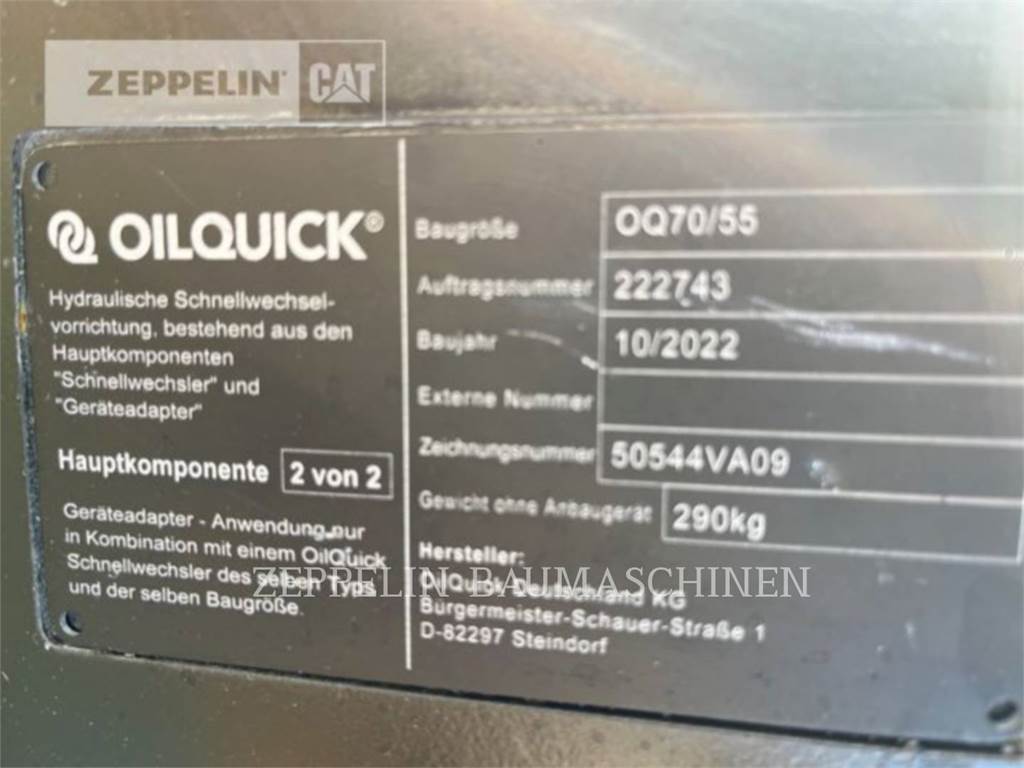 ZEPPELIN CAT
OILQUICK®
Hydraulische Schnellwechsel-
vorrichtung, bestehend aus den
Hauptkomponenten
"Schnellwechsler" und
"Geräteadapter"
Hauptkomponente 2 von 2
Geräteadapter - Anwendung nur
in Kombination mit einem OilQuick
Schnellwechsler des selben Typs
und der selben Baugröße.
Baugröße OQ70/55
Auftragsnummer 222743
Baujahr 10/2022
Externe Nummer
Zeichnungsnummer 50544VA09
Gewicht ohne Anbaugerät 290kg
Hersteller:
OilQuick Deutschland KG
Bürgermeister-Schauer-Straße 1
D-82297 Steindorf
ZEPPELIN BAUMASCHINEN